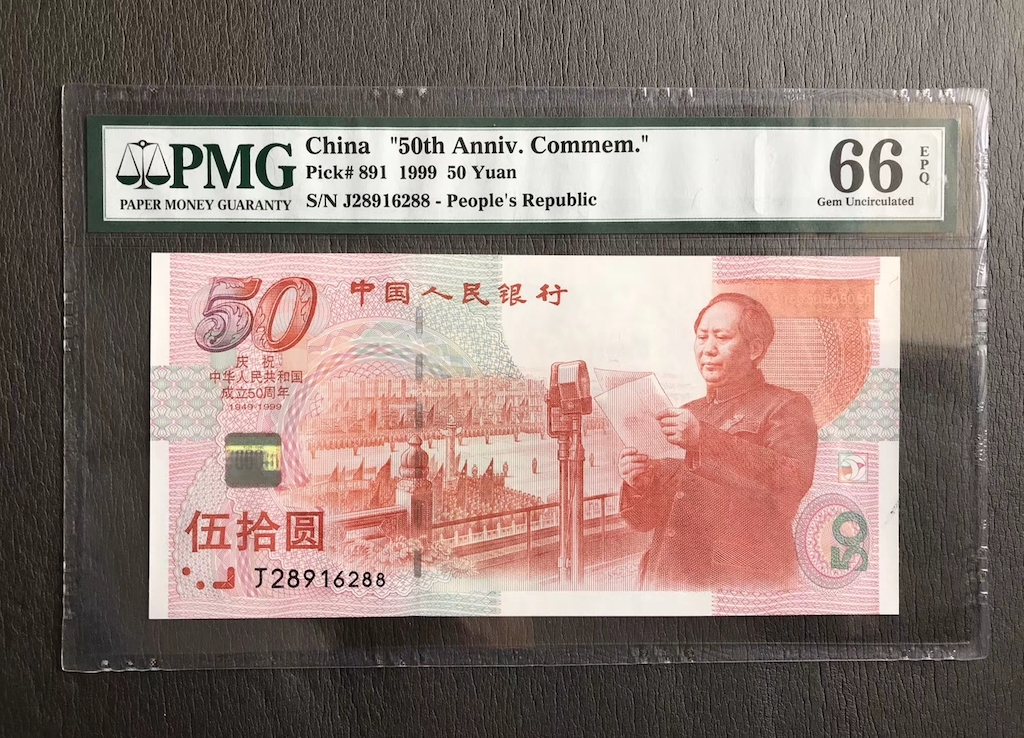 PMG
PAPER MONEY GUARANTY
China "50th Anniv. Commem."
Pick# 891 1999 50 Yuan
S/N J28916288 - People's Republic
66
EPQ
Gem Uncirculated
50
中国人民银行
庆祝
中华人民共和国
成立50周年
1949-1999
伍拾圆
J28916288
50